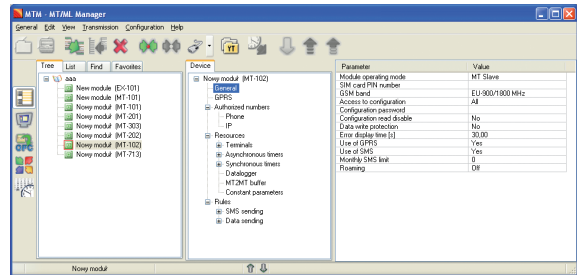 MTM - MT/ML Manager
General Edit View Transmission Configuration Help
YT
Tree List Find Favorites
aaa
New module (EX-101)
New module (MT-101)
Nowy moduł (MT-101)
Nowy moduł (MT-201)
Nowy moduł (MT-303)
Nowy moduł (MT-202)
Nowy moduł (MT-102)
Nowy moduł (MT-713)
OPC
Device
Nowy moduł (MT-102)
General
GPRS
Authorized numbers
Phone
IP
Resources
Terminals
Asynchronous timers
Synchronous timers
Datalogger
MT2MT buffer
Constant parameters
Rules
SMS sending
Data sending
Parameter Value
Module operating mode MT Slave
SIM card PIN number
GSM band EU-900/1800 MHz
Access to configuration All
Configuration password
Configuration read disable No
Data write protection No
Error display time [s] 30,00
Use of GPRS Yes
Use of SMS Yes
Monthly SMS limit 0
Roaming Off
Nowy moduł